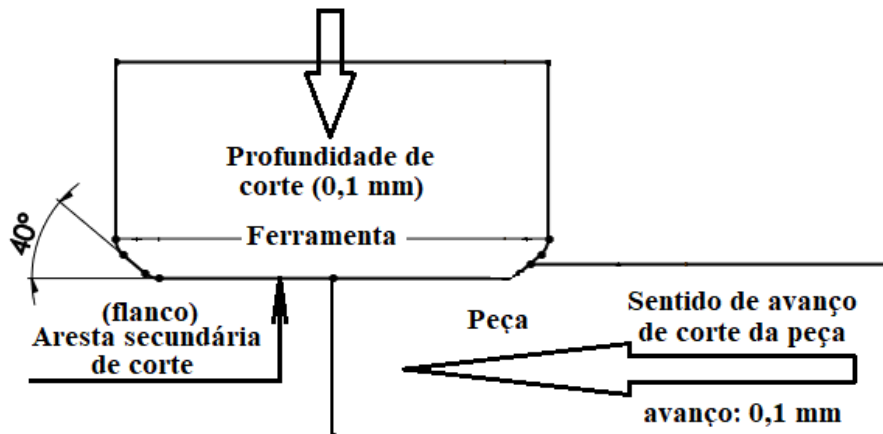 Profundidade de
corte (0,1 mm)
40º
Ferramenta
(flanco)
Aresta secundária
de corte
Peça
Sentido de avanço
de corte da peça
avanço: 0,1 mm